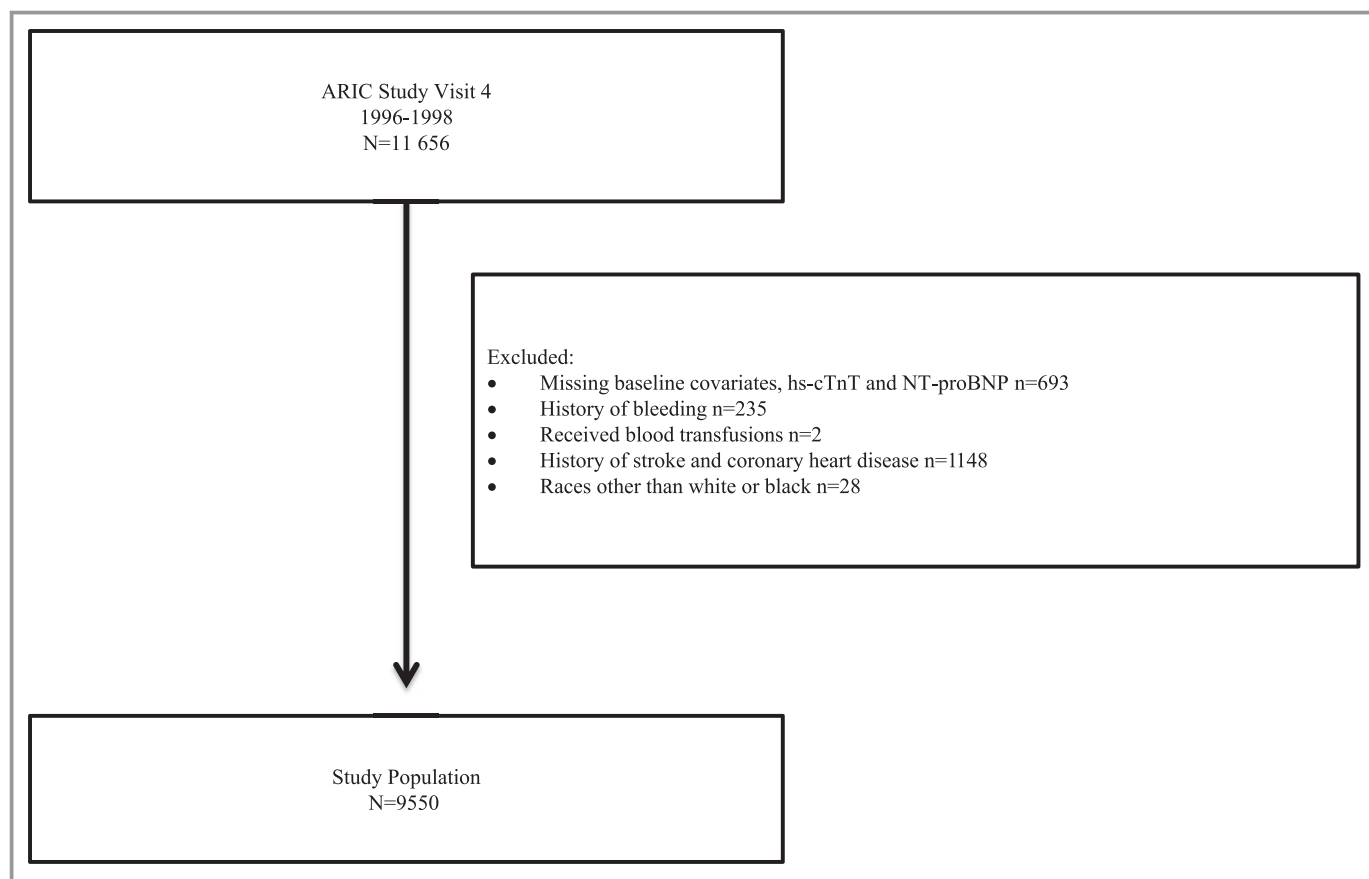 ARIC Study Visit 4
1996-1998
N=11 656
Excluded:
• Missing baseline covariates, hs-cTnT and NT-proBNP n=693
• History of bleeding n=235
• Received blood transfusions n=2
• History of stroke and coronary heart disease n=1148
• Races other than white or black n=28
Study Population
N=9550